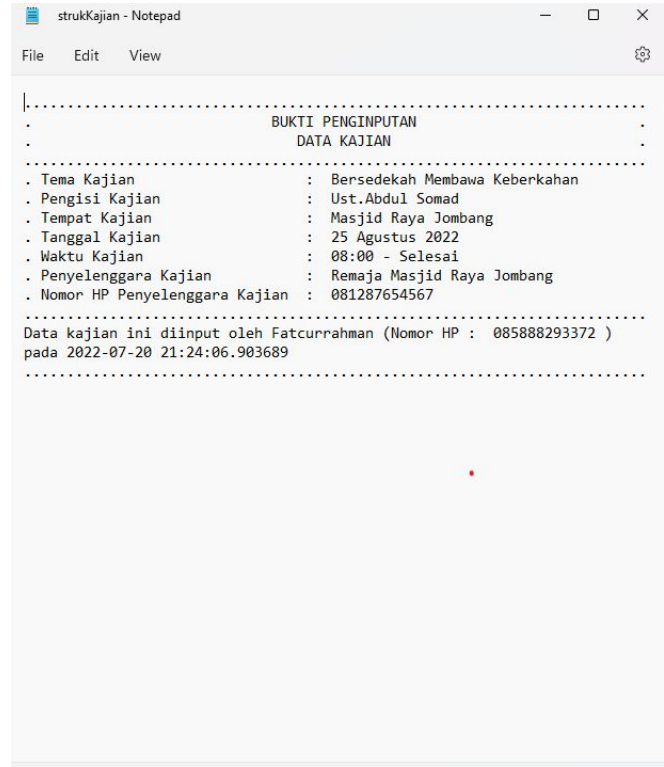 strukKajian - Notepad
File Edit View
..........................................................................
. BUKTI PENGINPUTAN .
. DATA KAJIAN .
..........................................................................
. Tema Kajian : Bersedekah Membawa Keberkahan
. Pengisi Kajian : Ust.Abdul Somad
. Tempat Kajian : Masjid Raya Jombang
. Tanggal Kajian : 25 Agustus 2022
. Waktu Kajian : 08:00 - Selesai
. Penyelenggara Kajian : Remaja Masjid Raya Jombang
. Nomor HP Penyelenggara Kajian : 081287654567
..........................................................................
Data kajian ini diinput oleh Fatcurrahman (Nomor HP : 085888293372 )
pada 2022-07-20 21:24:06.903689
..........................................................................